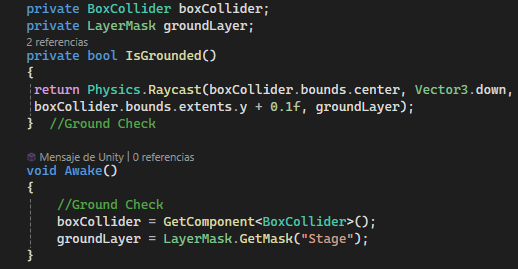 private BoxCollider boxCollider;
private LayerMask groundLayer;
2 referencias
private bool IsGrounded()
{
return Physics.Raycast(boxCollider.bounds.center, Vector3.down,
boxCollider.bounds.extents.y + 0.1f, groundLayer);
} //Ground Check
Mensaje de Unity | 0 referencias
void Awake()
{
//Ground Check
boxCollider = GetComponent<BoxCollider>();
groundLayer = LayerMask.GetMask("Stage");
}